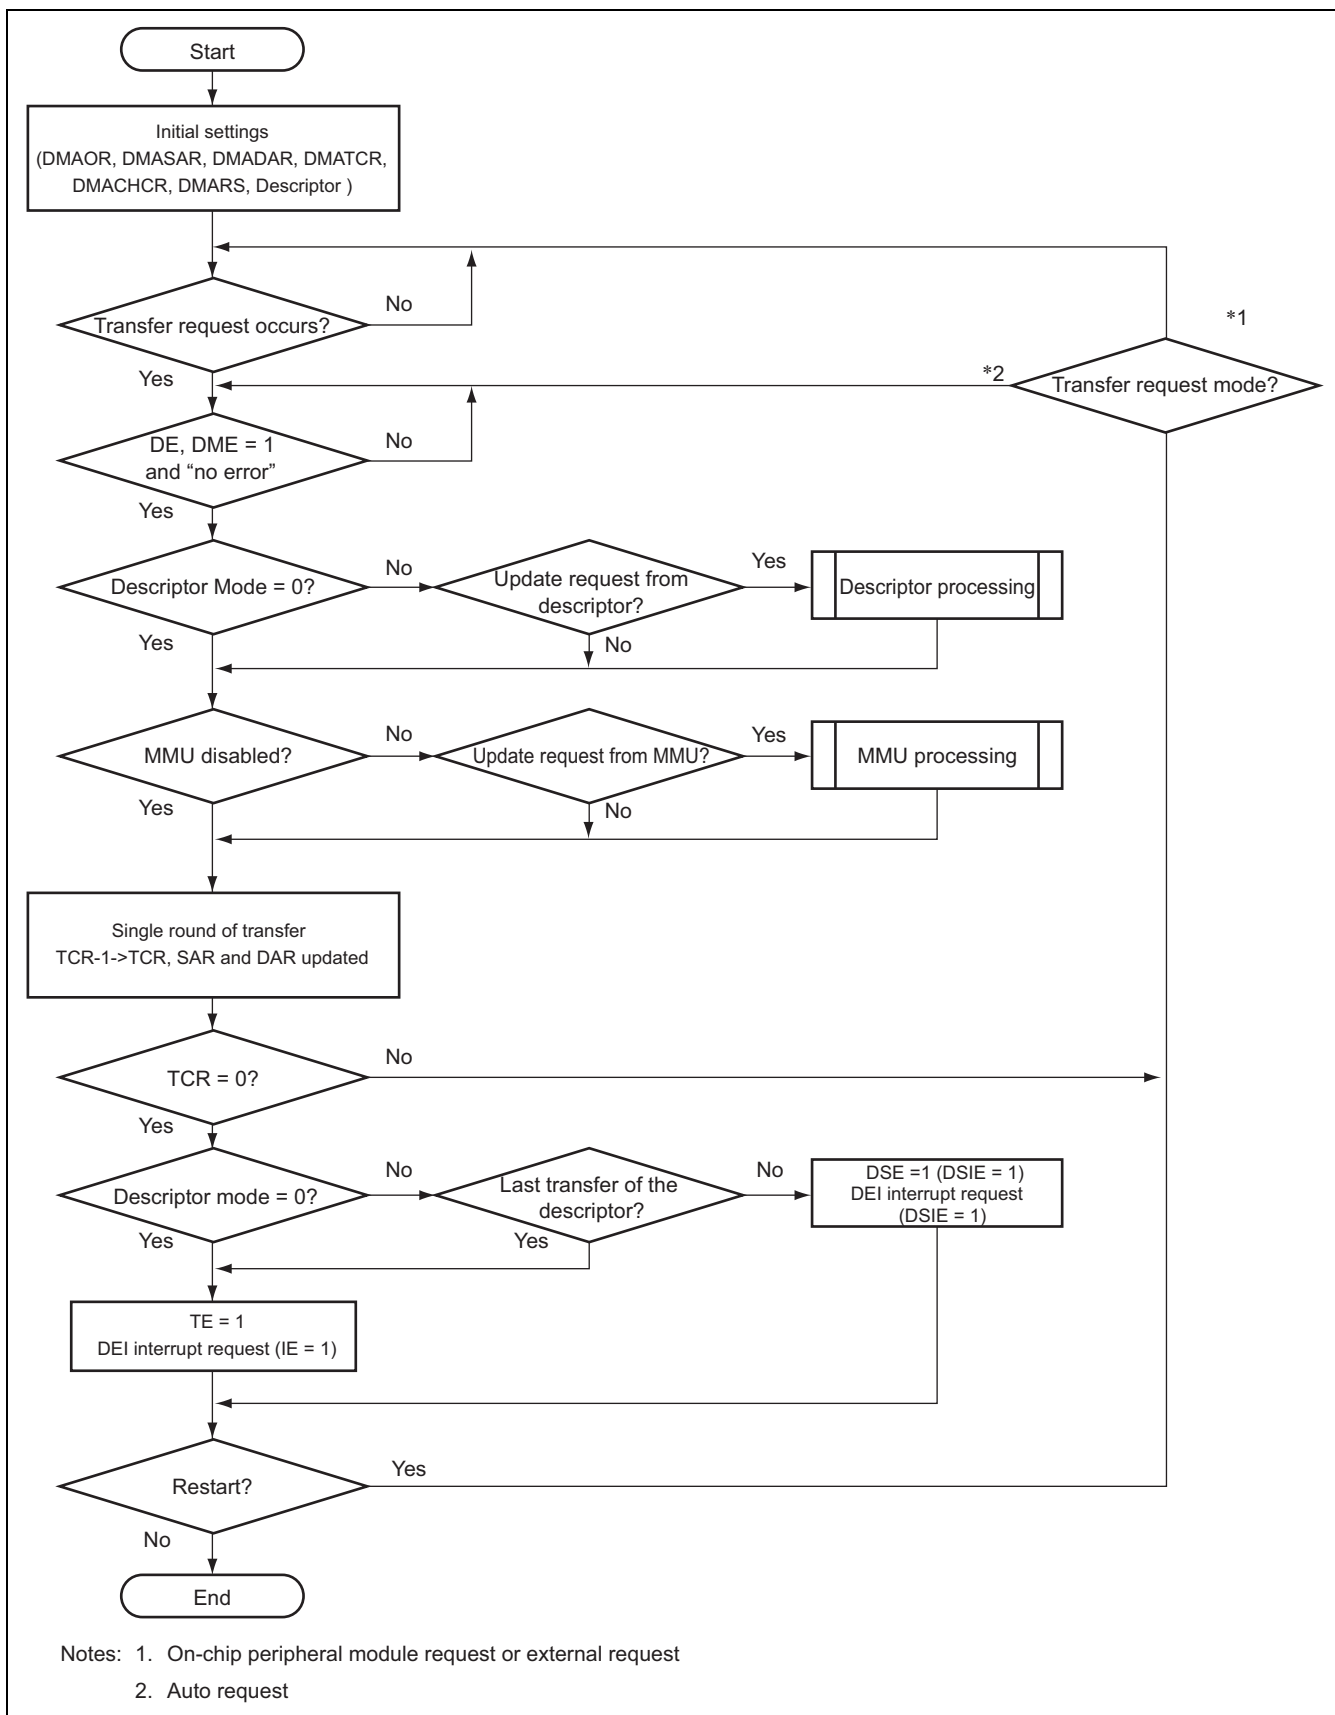 Start
Initial settings
(DMAOR, DMASAR, DMADAR, DMATCR,
DMACHCR, DMARS, Descriptor )
Transfer request occurs?
No
Yes
*1
Transfer request mode?
*2
DE, DME = 1
and “no error”
No
Yes
Descriptor Mode = 0?
No
Yes
Update request from
descriptor?
Yes
No
Descriptor processing
MMU disabled?
No
Yes
Update request from MMU?
Yes
No
MMU processing
Single round of transfer
TCR-1->TCR, SAR and DAR updated
TCR = 0?
No
Yes
Descriptor mode = 0?
No
Yes
Last transfer of the
descriptor?
No
Yes
DSE =1 (DSIE = 1)
DEI interrupt request
(DSIE = 1)
TE = 1
DEI interrupt request (IE = 1)
Restart?
Yes
No
End
Notes: 1. On-chip peripheral module request or external request
2. Auto request